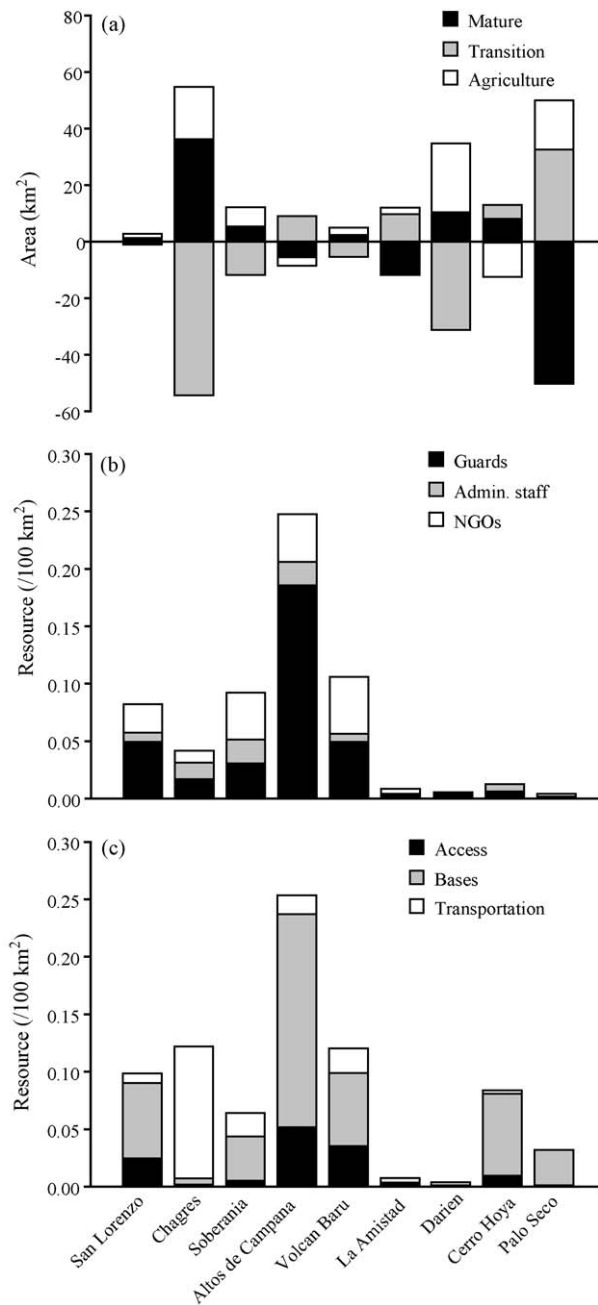 (a)
Mature
Transition
Agriculture
80
60
40
20
0
-20
-40
-60
Area (km²)
(b)
Guards
Admin. staff
NGOs
0.30
0.25
0.20
0.15
0.10
0.05
0.00
Resource (/100 km²)
(c)
Access
Bases
Transportation
0.30
0.25
0.20
0.15
0.10
0.05
0.00
Resource (/100 km²)
San Lorenzo
Chagres
Soberania
Altos de Campana
Volcan Baru
La Amistad
Darien
Cerro Hoya
Palo Seco